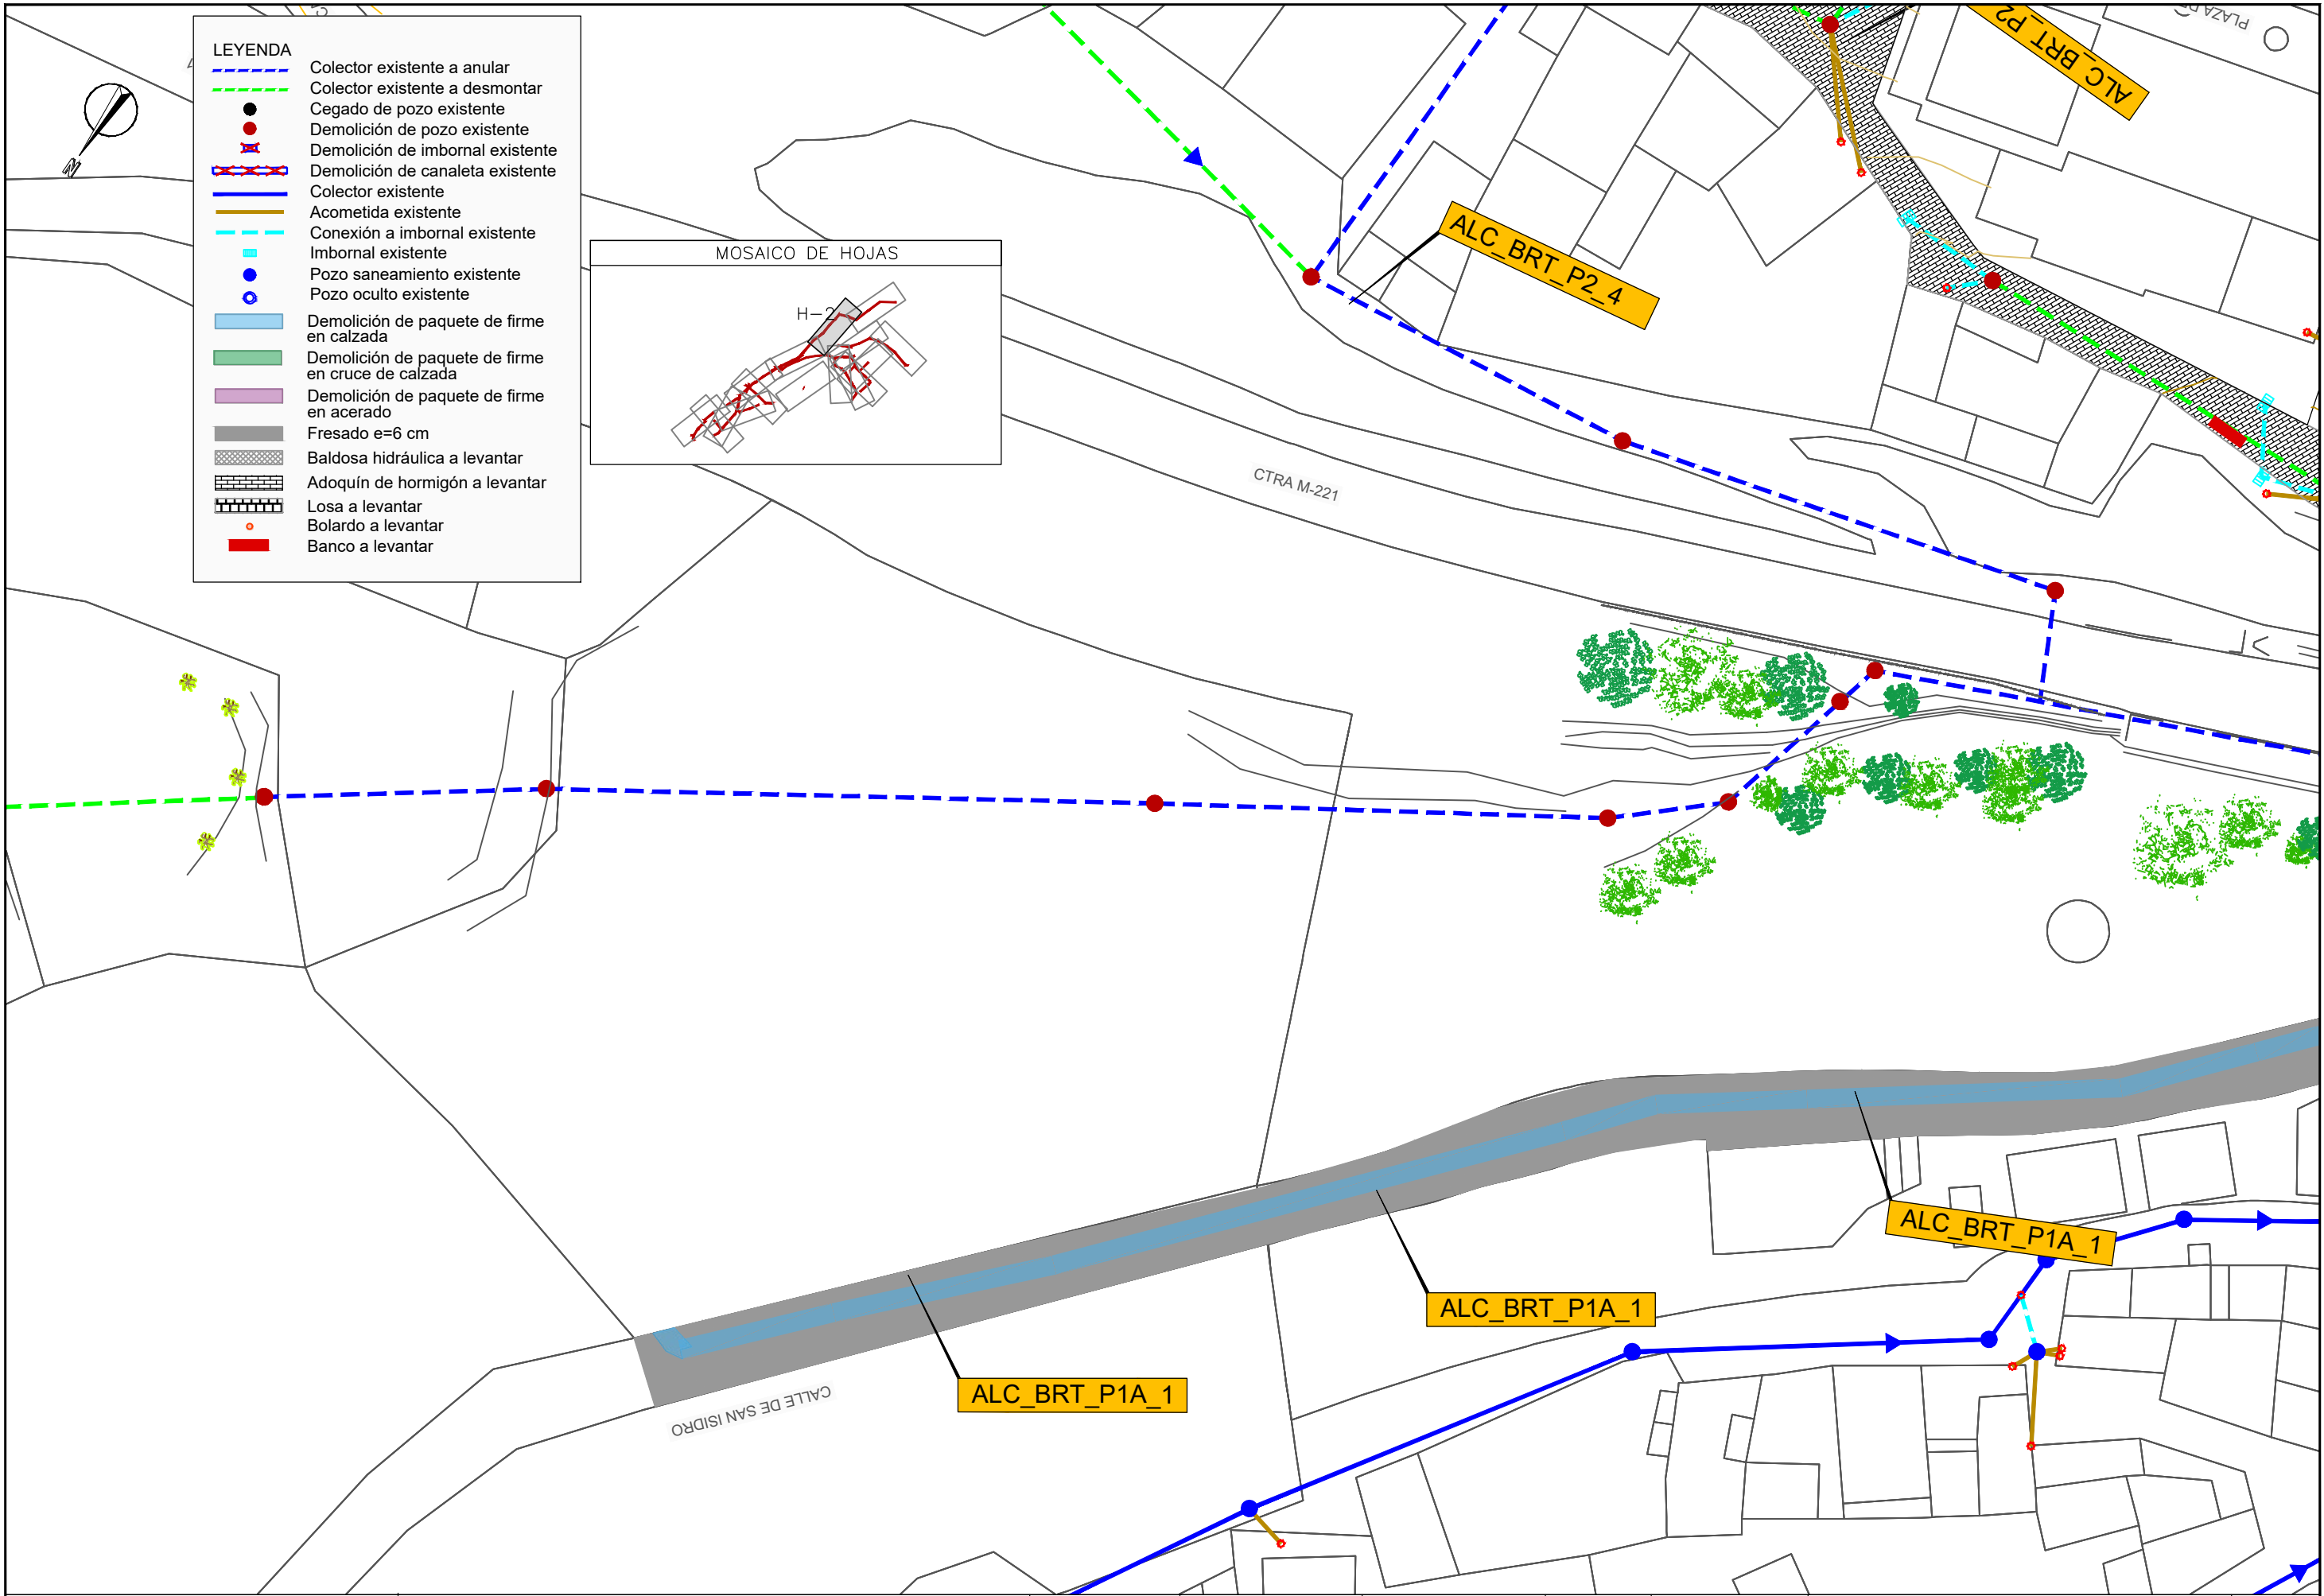 LEYENDA
Colector existente a anular
Colector existente a desmontar
Cegado de pozo existente
Demolición de pozo existente
Demolición de imbornal existente
Demolición de canaleta existente
Colector existente
Acometida existente
Conexión a imbornal existente
Imbornal existente
Pozo saneamiento existente
Pozo oculto existente
Demolición de paquete de firme
en calzada
Demolición de paquete de firme
en cruce de calzada
Demolición de paquete de firme
en acerado
Fresado e=6 cm
Baldosa hidráulica a levantar
Adoquín de hormigón a levantar
Losa a levantar
Bolardo a levantar
Banco a levantar
N
MOSAICO DE HOJAS
H-2
ALC_BRT_P2
PLAZA
ALC_BRT_P2_4
CTRA M-221
ALC_BRT_P1A_1
ALC_BRT_P1A_1
ALC_BRT_P1A_1
CALLE DE SAN ISIDRO